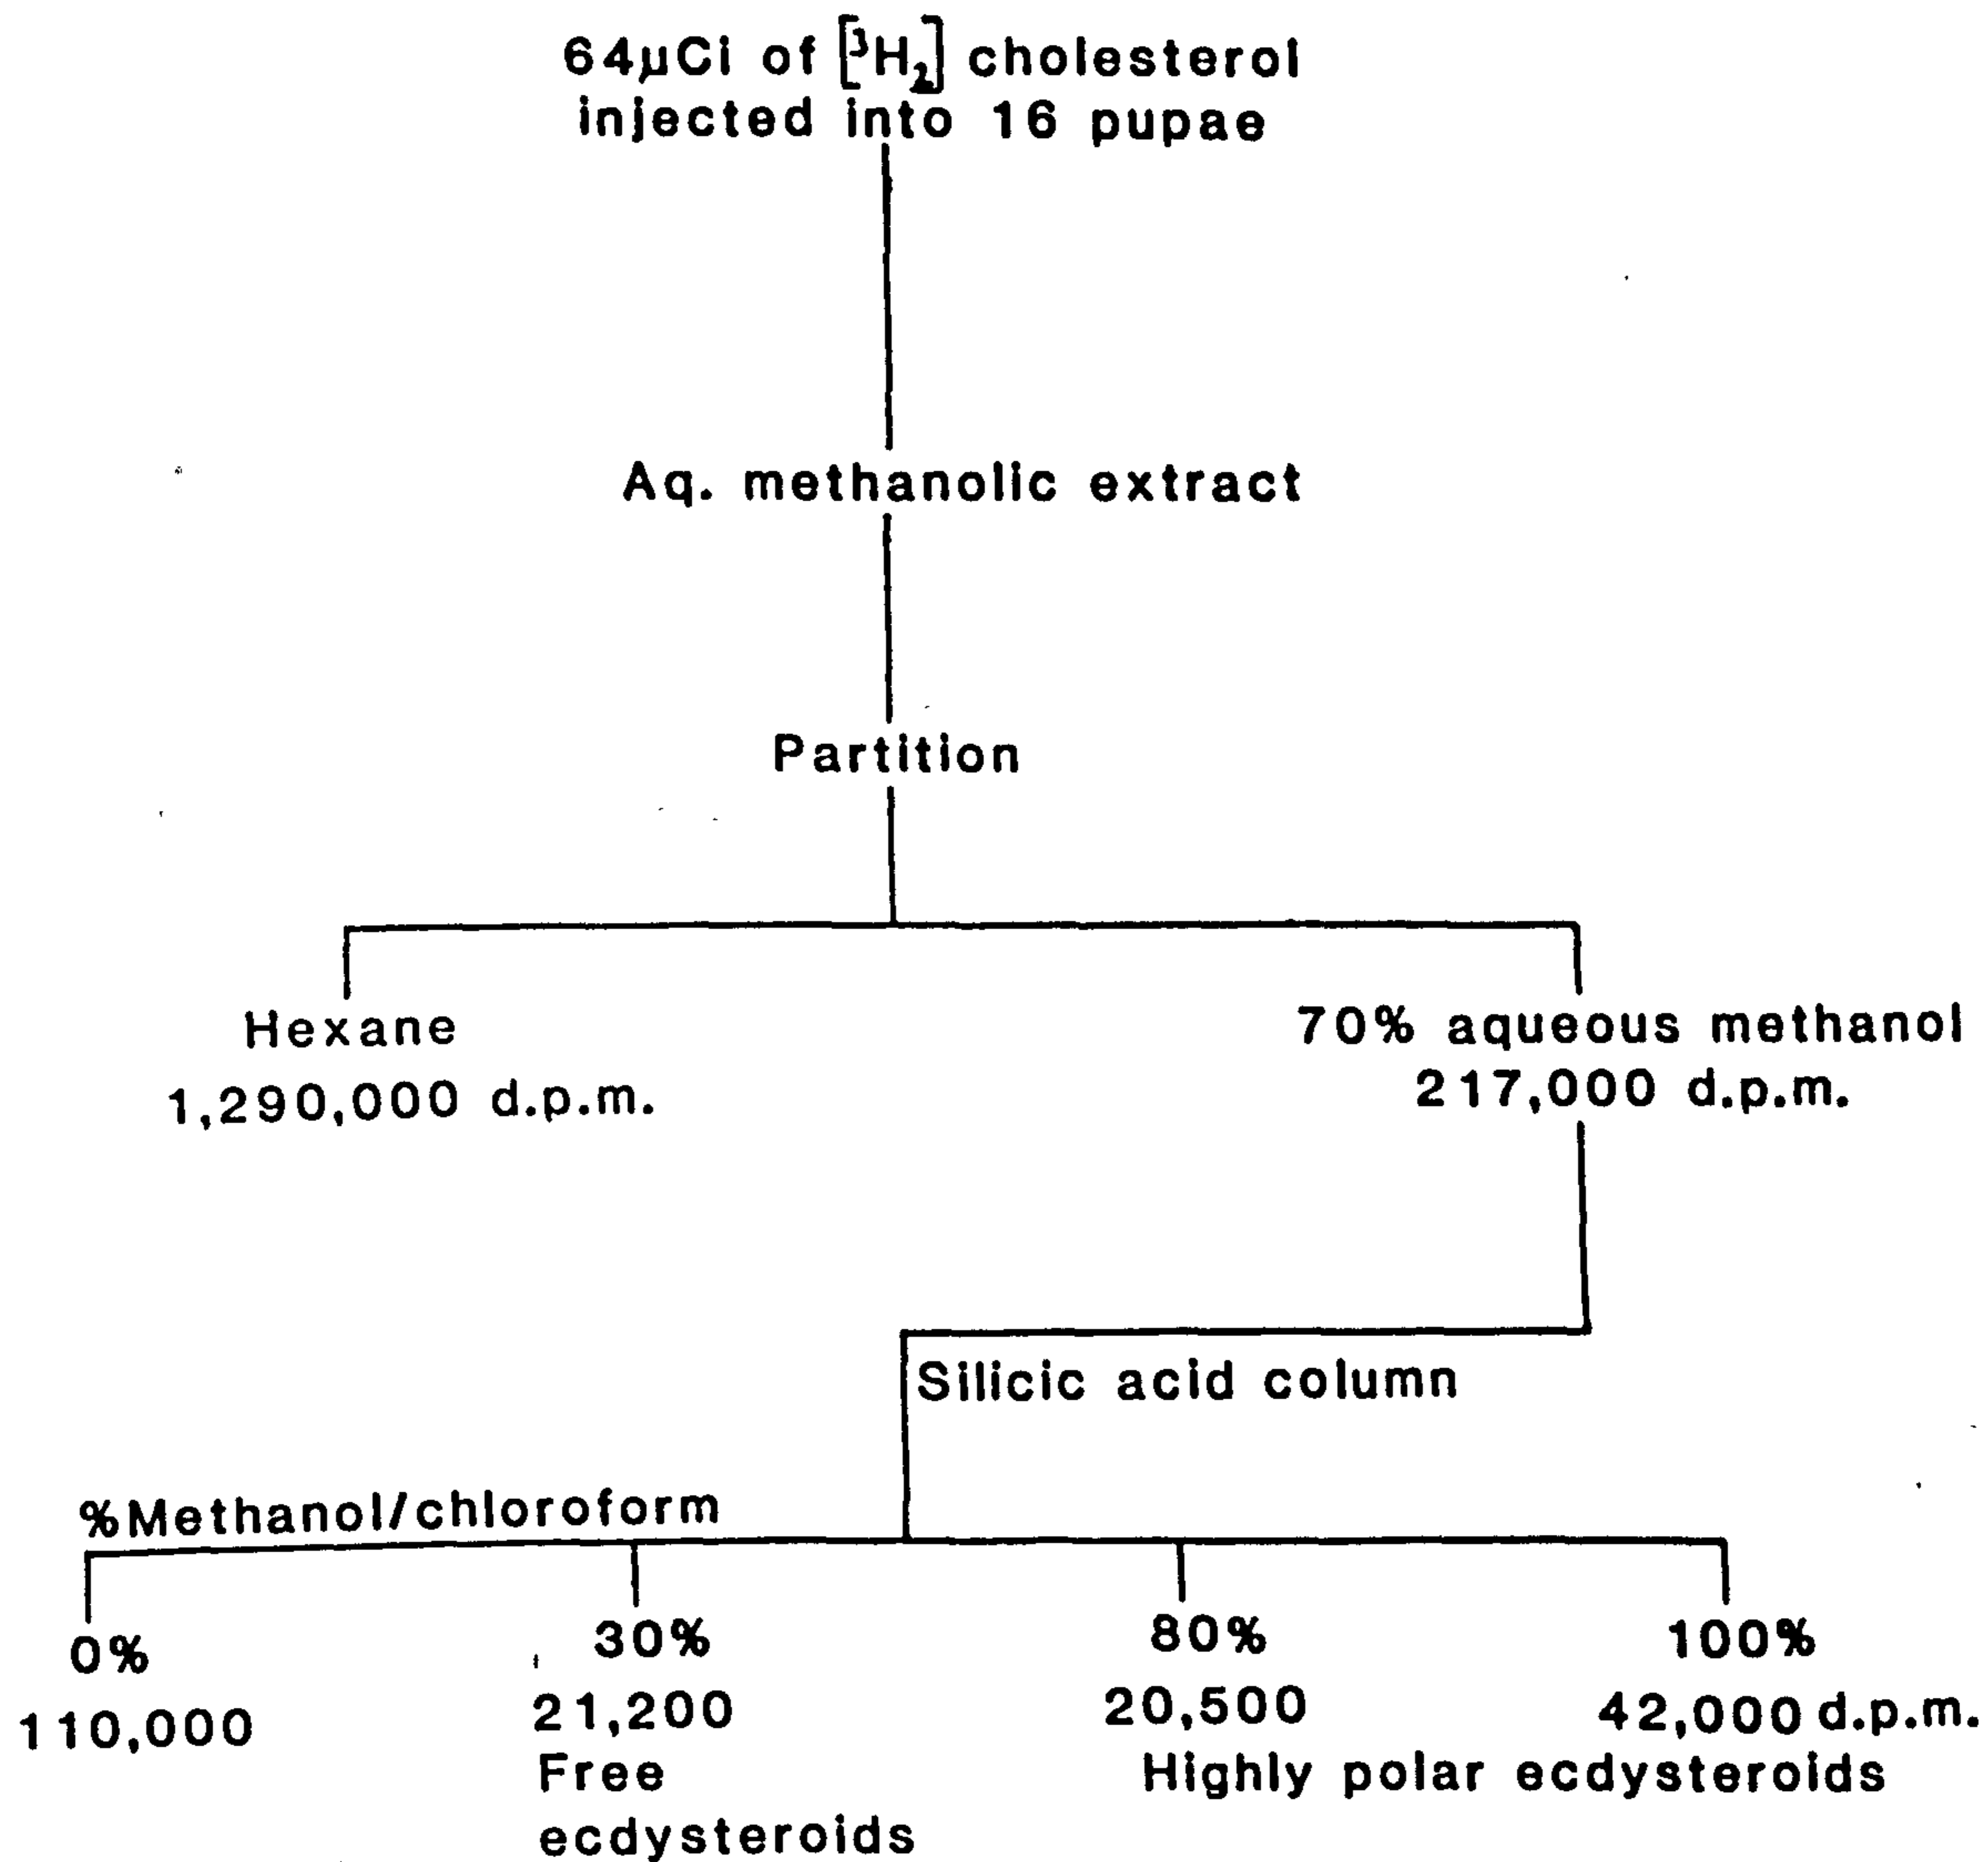 64µCi of [³H₂] cholesterol
injected into 16 pupae
Aq. methanolic extract
Partition
Hexane
1,290,000 d.p.m.
70% aqueous methanol
217,000 d.p.m.
Silicic acid column
%Methanol/chloroform
0%
30%
80%
100%
110,000
21,200
20,500
42,000 d.p.m.
Free
ecdysteroids
Highly polar ecdysteroids